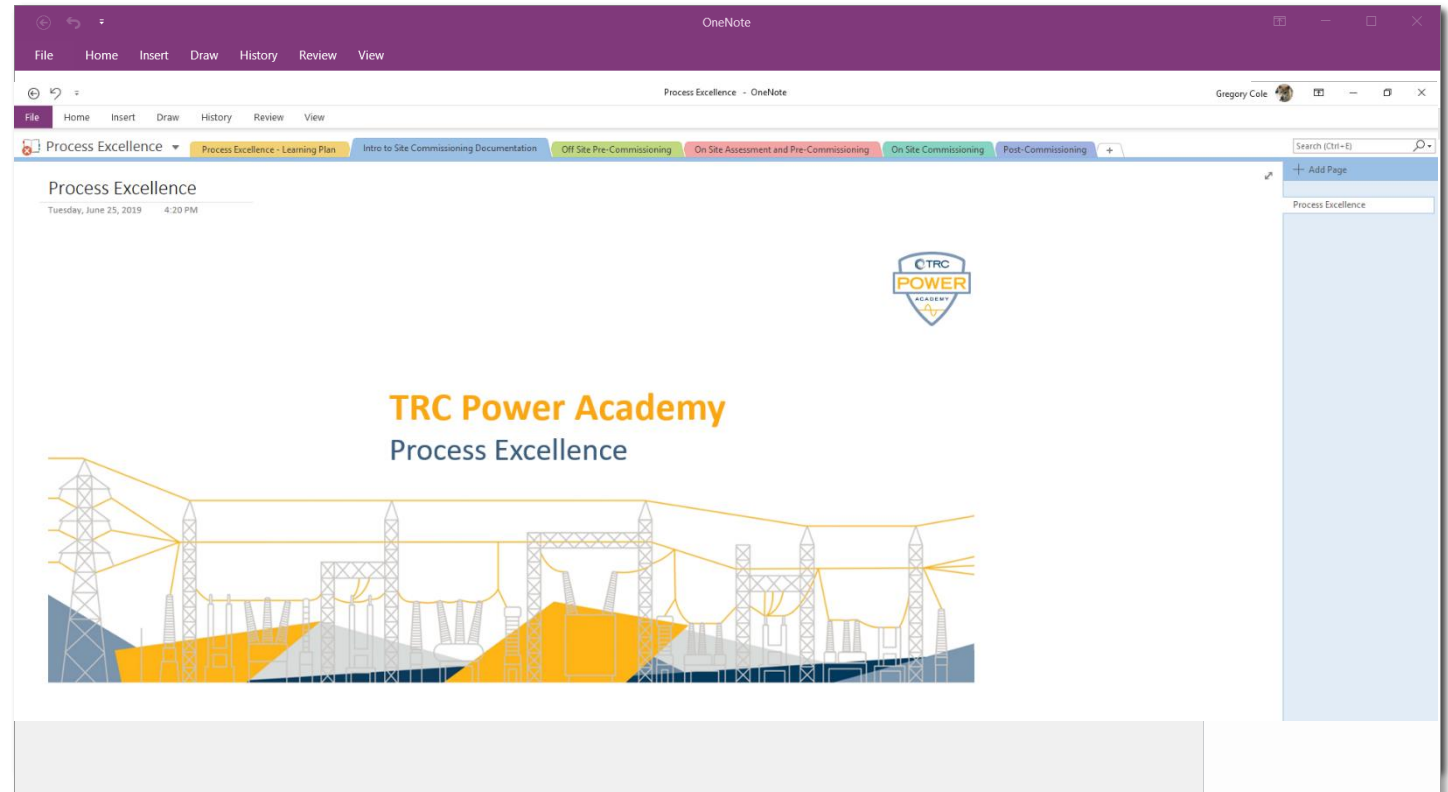 OneNote
File Home Insert Draw History Review View
Process Excellence - OneNote
Gregory Cole
File Home Insert Draw History Review View
Process Excellence
Process Excellence - Learning Plan
Intro to Site Commissioning Documentation
Off Site Pre-Commissioning
On Site Assessment and Pre-Commissioning
On Site Commissioning
Post-Commissioning
+
Search (Ctrl+E)
Process Excellence
Tuesday, June 25, 2019 4:20 PM
+ Add Page
Process Excellence
TRC
POWER
ACADEMY
TRC Power Academy
Process Excellence